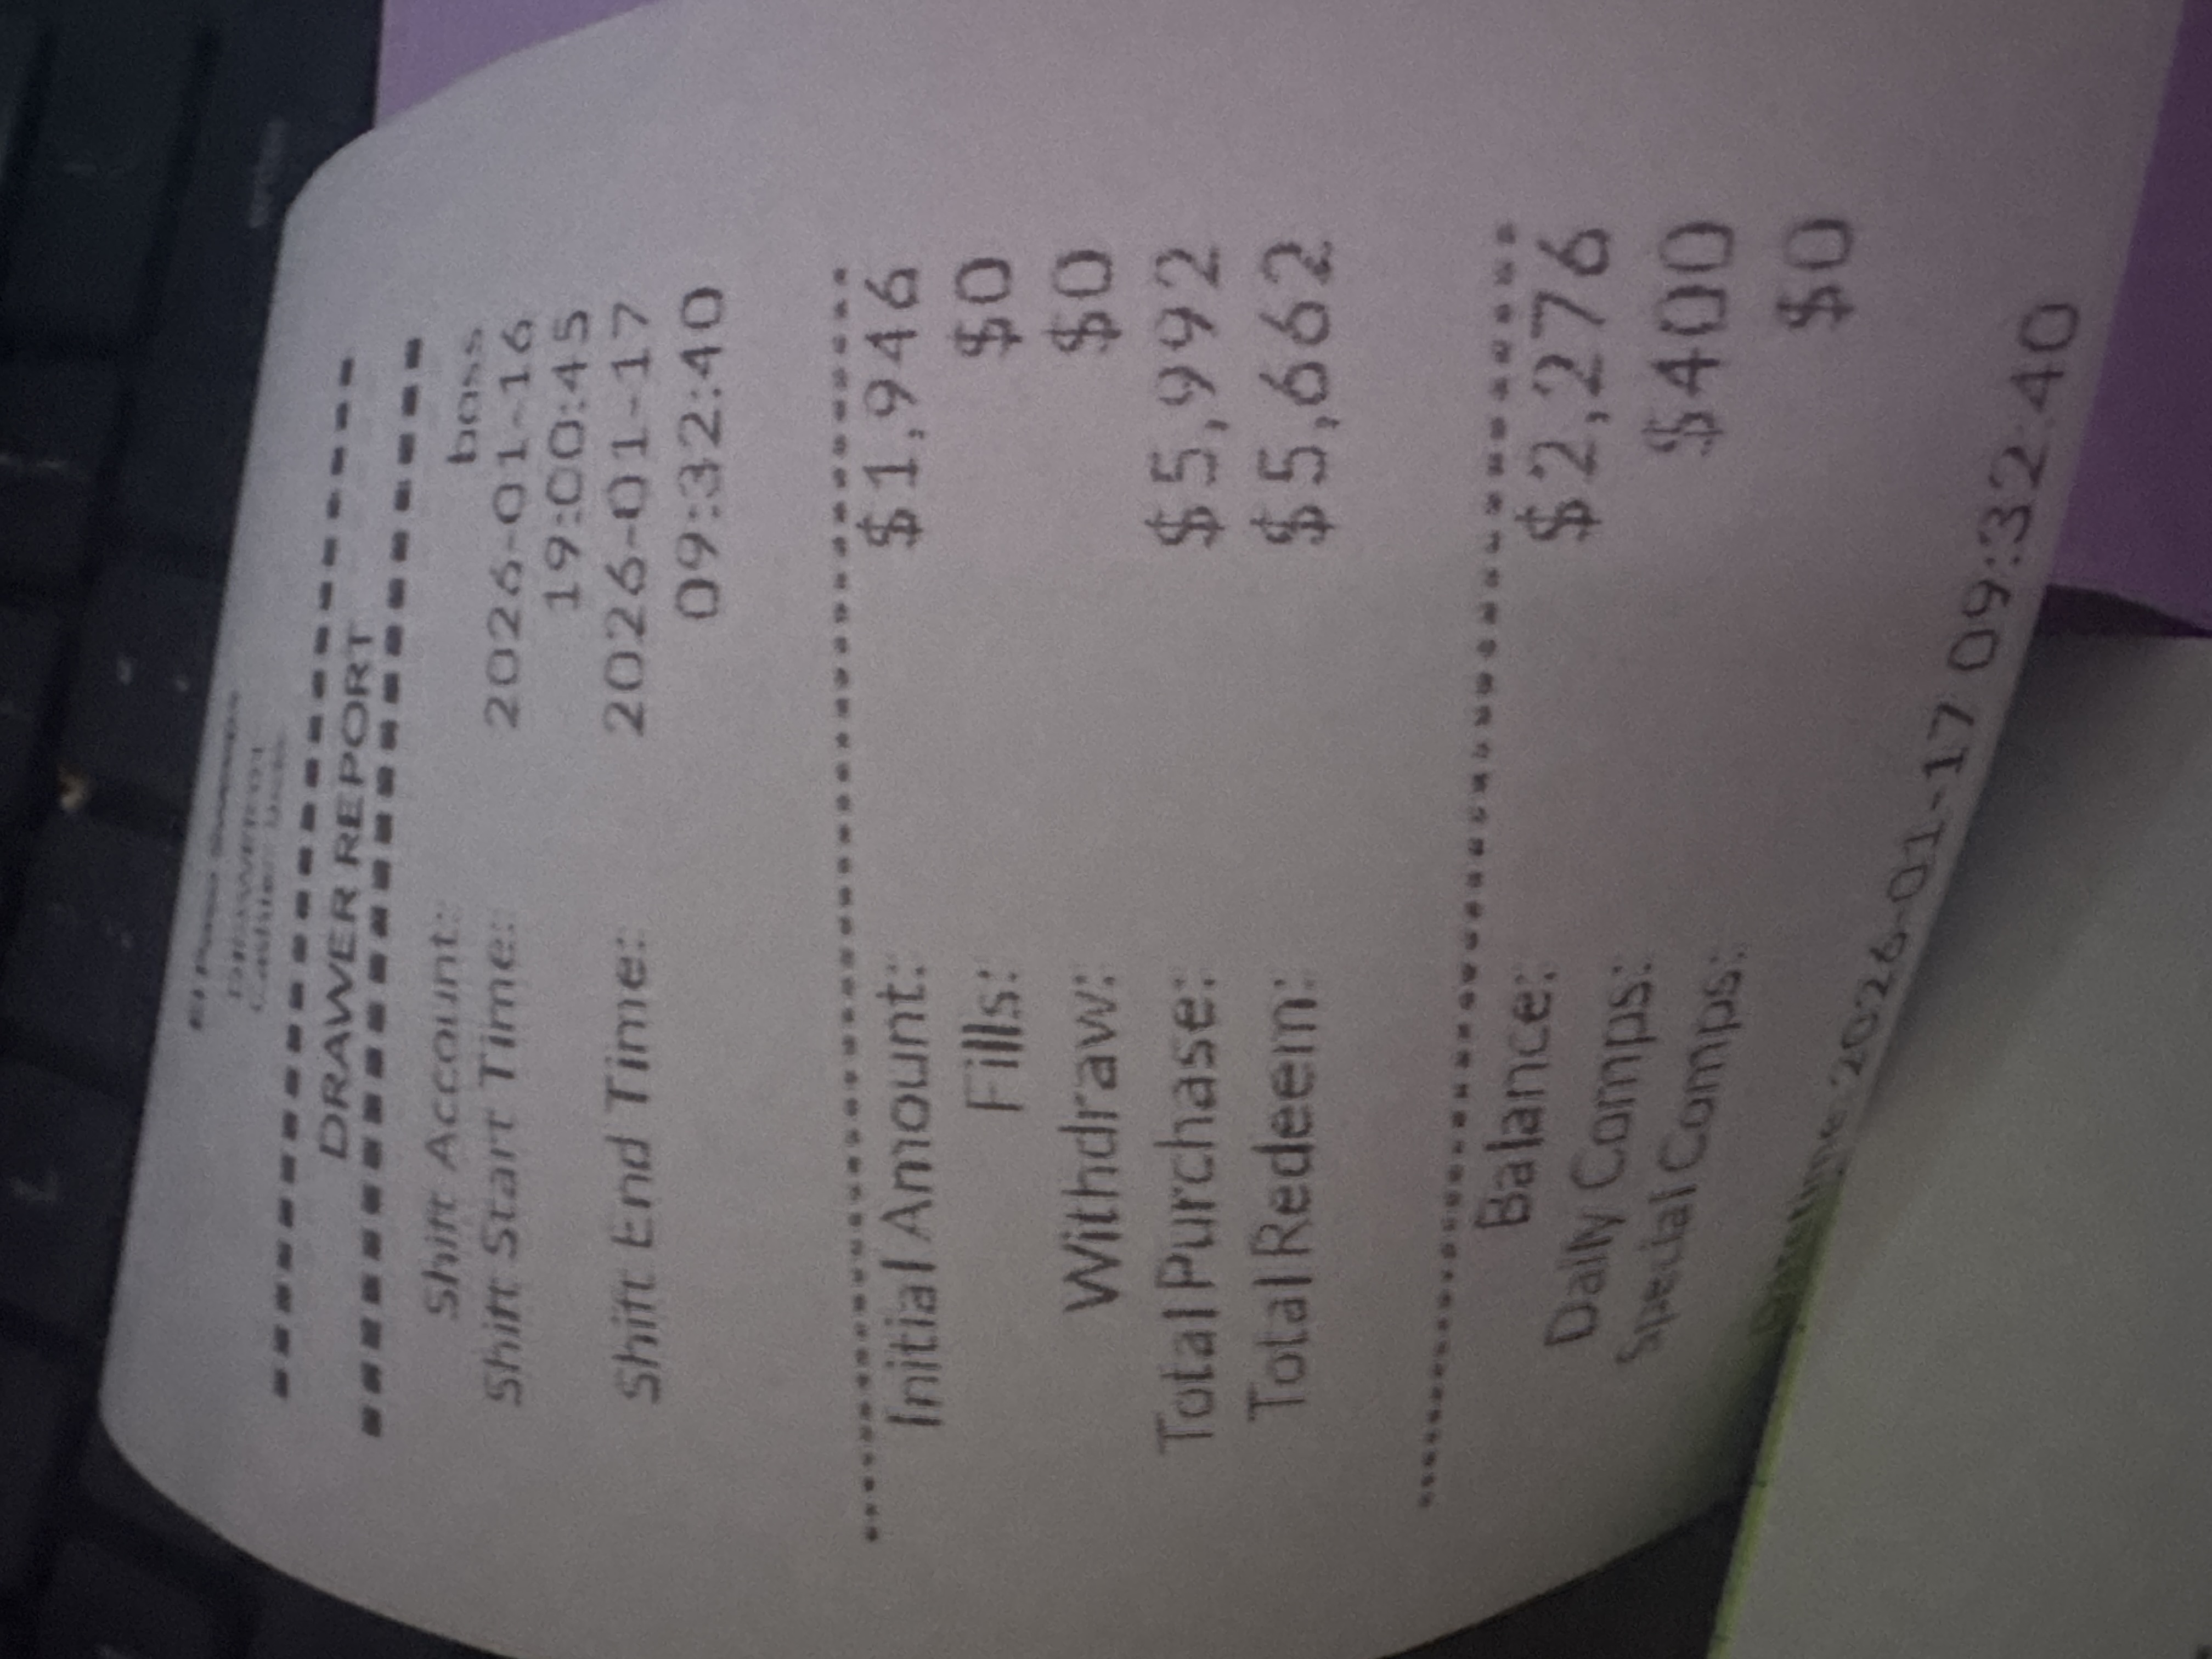 DRAWER REPORT
Shift Account: boss
Shift Start Time: 2026-01-16
19:00:45
Shift End Time: 2026-01-17
09:32:40
Initial Amount: $1,946
Fills: $0
Withdraw: $0
Total Purchase: $5,992
Total Redeem: $5,662
Balance: $2,276
Daily Comps: $400
Special Comps: $0
2026-01-17 09:32:40